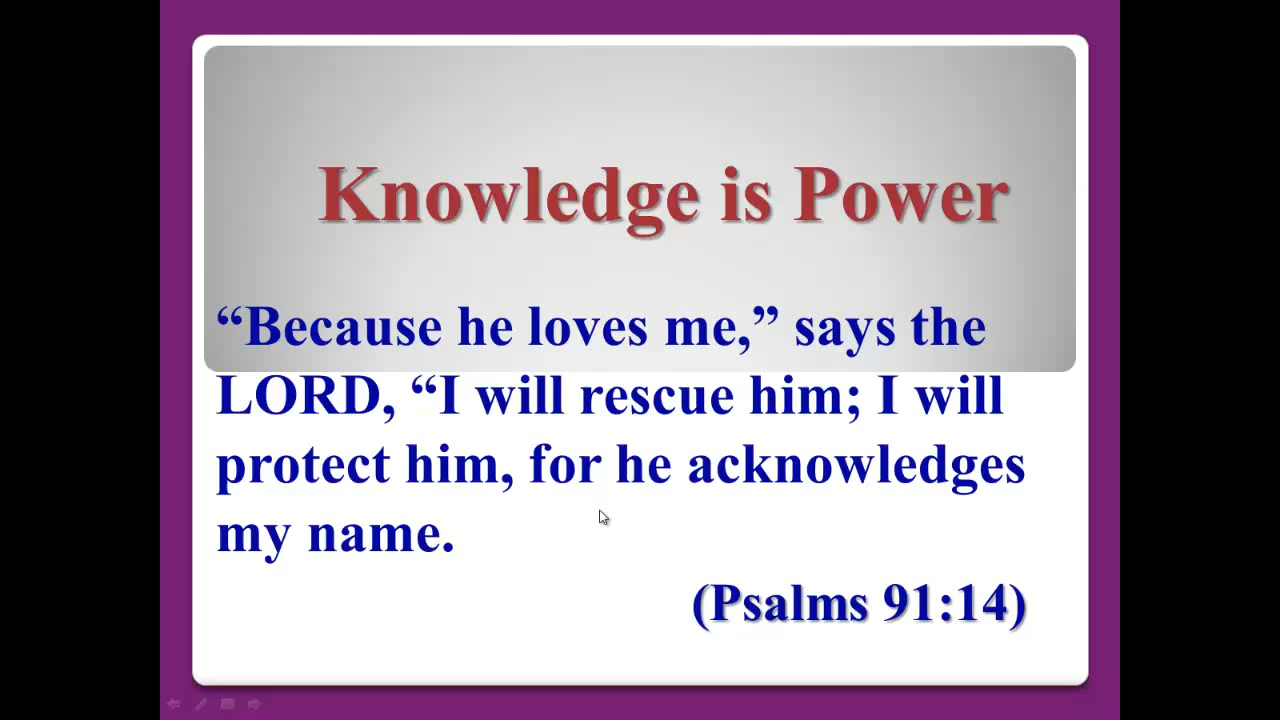 Knowledge is Power
“Because he loves me,” says the
LORD, “I will rescue him; I will
protect him, for he acknowledges
my name.
(Psalms 91:14)